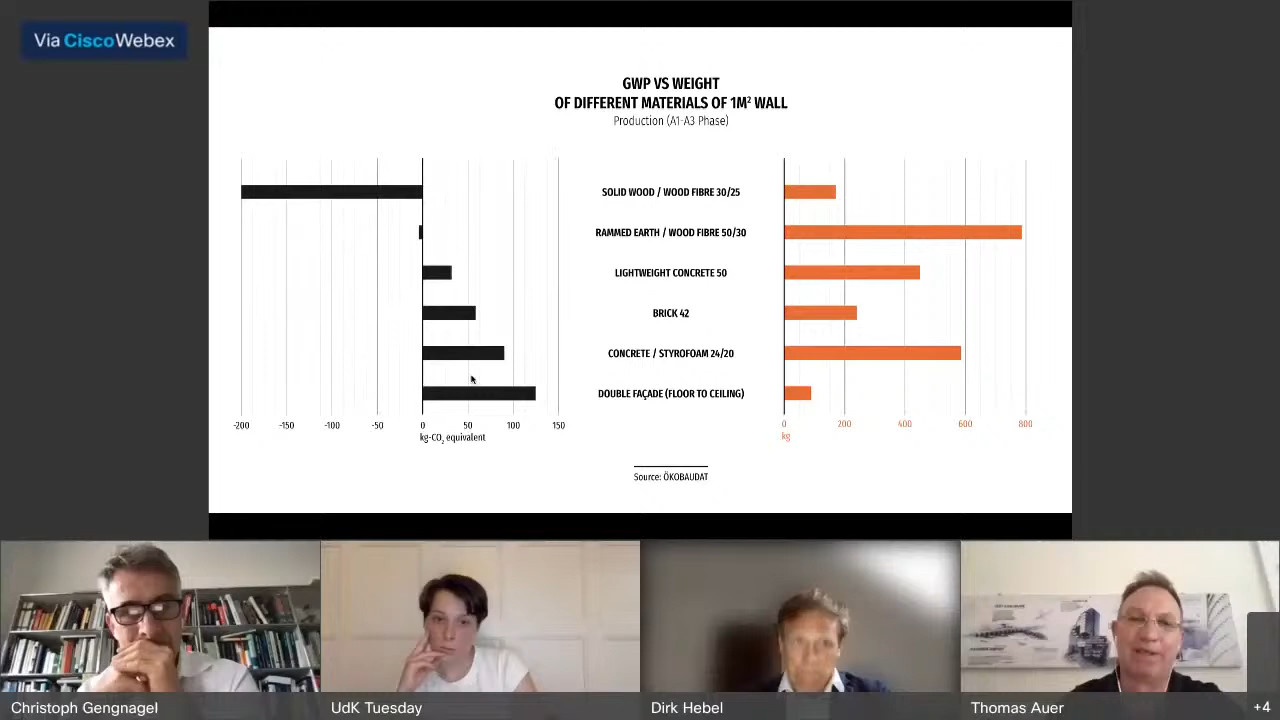 Via Cisco Webex
GWP VS WEIGHT
OF DIFFERENT MATERIALS OF 1M² WALL
Production (A1-A3 Phase)
SOLID WOOD / WOOD FIBRE 30/25
RAMMED EARTH / WOOD FIBRE 50/30
LIGHTWEIGHT CONCRETE 50
BRICK 42
CONCRETE / STYROFOAM 24/20
DOUBLE FAÇADE (FLOOR TO CEILING)
-200 -150 -100 -50 0 50 100 150
kg-CO₂ equivalent
0 200 400 600 800
kg
Source: ÖKOBAUDAT
Christoph Gengnagel
UdK Tuesday
Dirk Hebel
Thomas Auer
+4